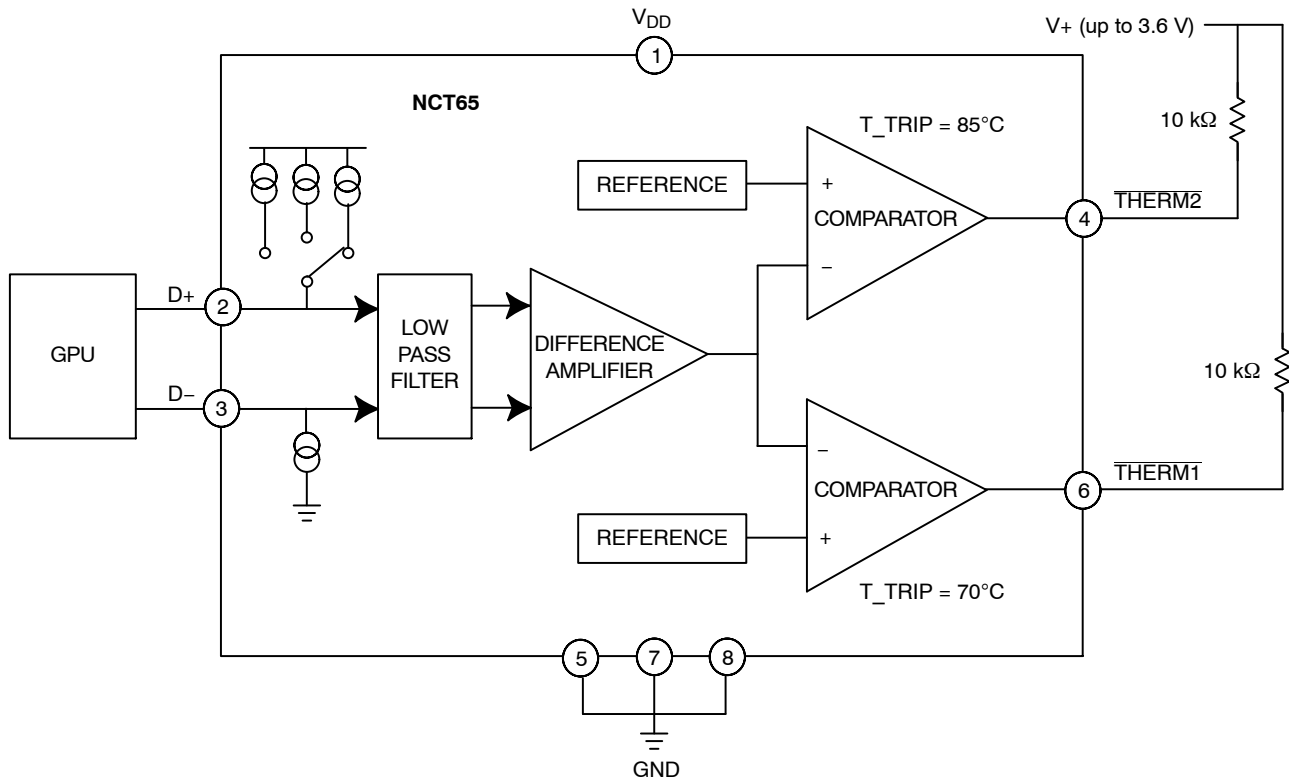 VDD
V+ (up to 3.6 V)
1
NCT65
T_TRIP = 85°C
10 kΩ
REFERENCE
+
COMPARATOR
−
4
THERM2
GPU
D+
2
D−
3
LOW
PASS
FILTER
DIFFERENCE
AMPLIFIER
10 kΩ
−
COMPARATOR
+
6
THERM1
REFERENCE
T_TRIP = 70°C
5
7
8
GND